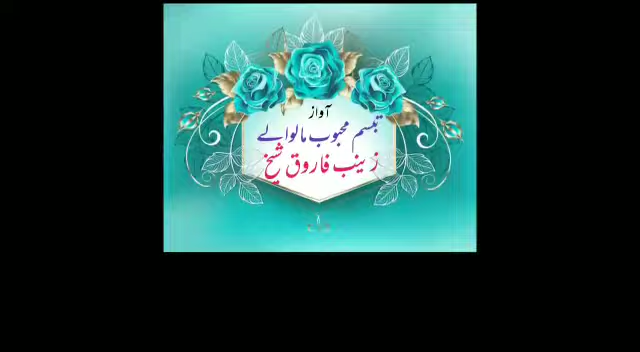 آواز
تبسم محبوب مالوالے
زینب فاروق شیخ